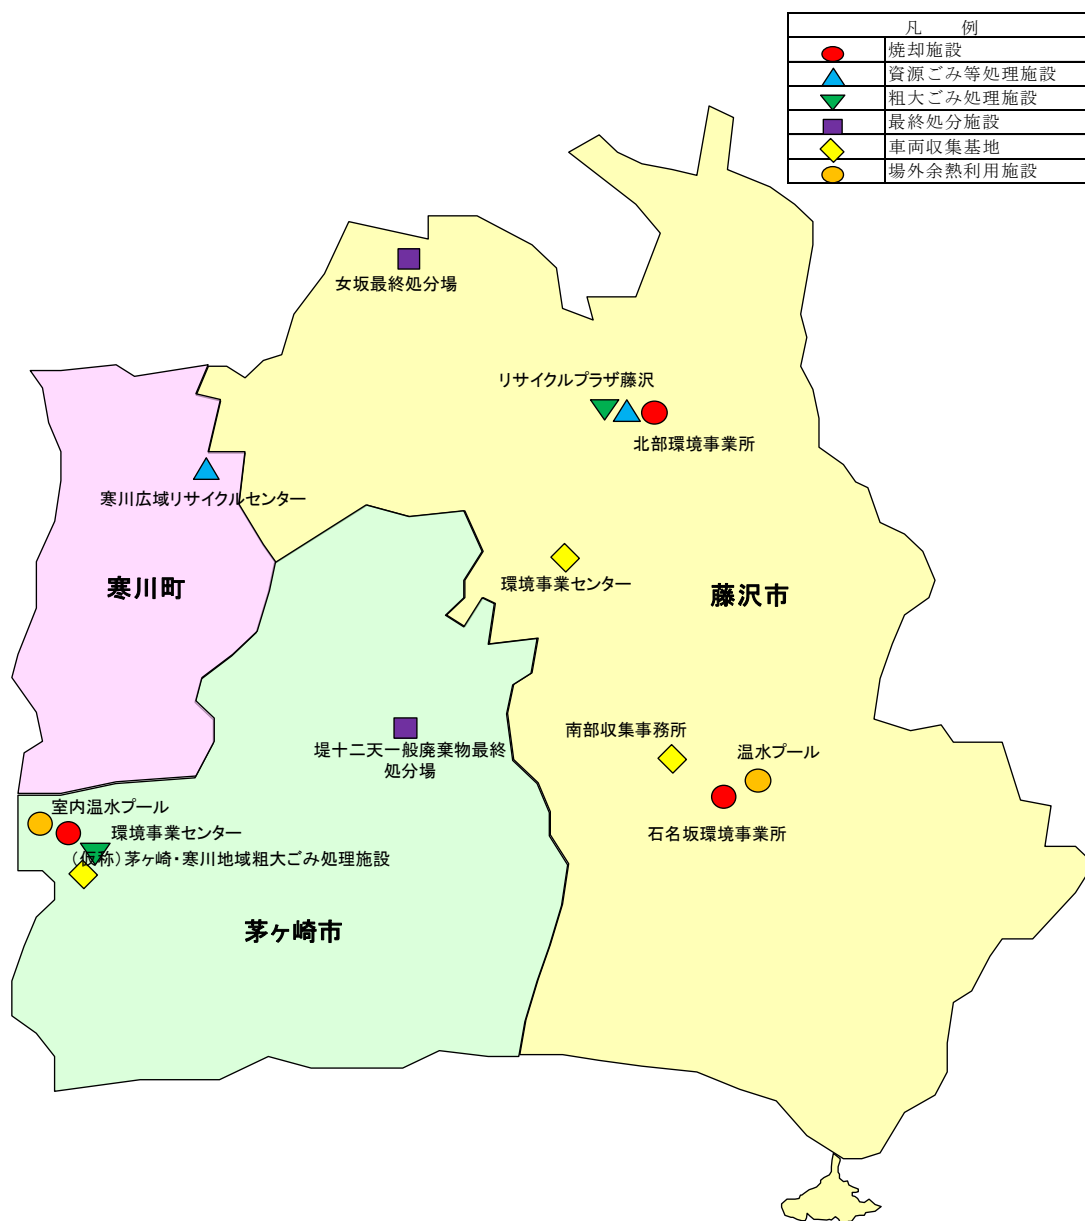 凡　例
焼却施設
資源ごみ等処理施設
粗大ごみ処理施設
最終処分施設
車両収集基地
場外余熱利用施設
女坂最終処分場
リサイクルプラザ藤沢
北部環境事業所
寒川広域リサイクルセンター
環境事業センター
寒川町
藤沢市
南部収集事務所
温水プール
堤十二天一般廃棄物最終
処分場
石名坂環境事業所
室内温水プール
環境事業センター
（仮称）茅ヶ崎・寒川地域粗大ごみ処理施設
茅ヶ崎市